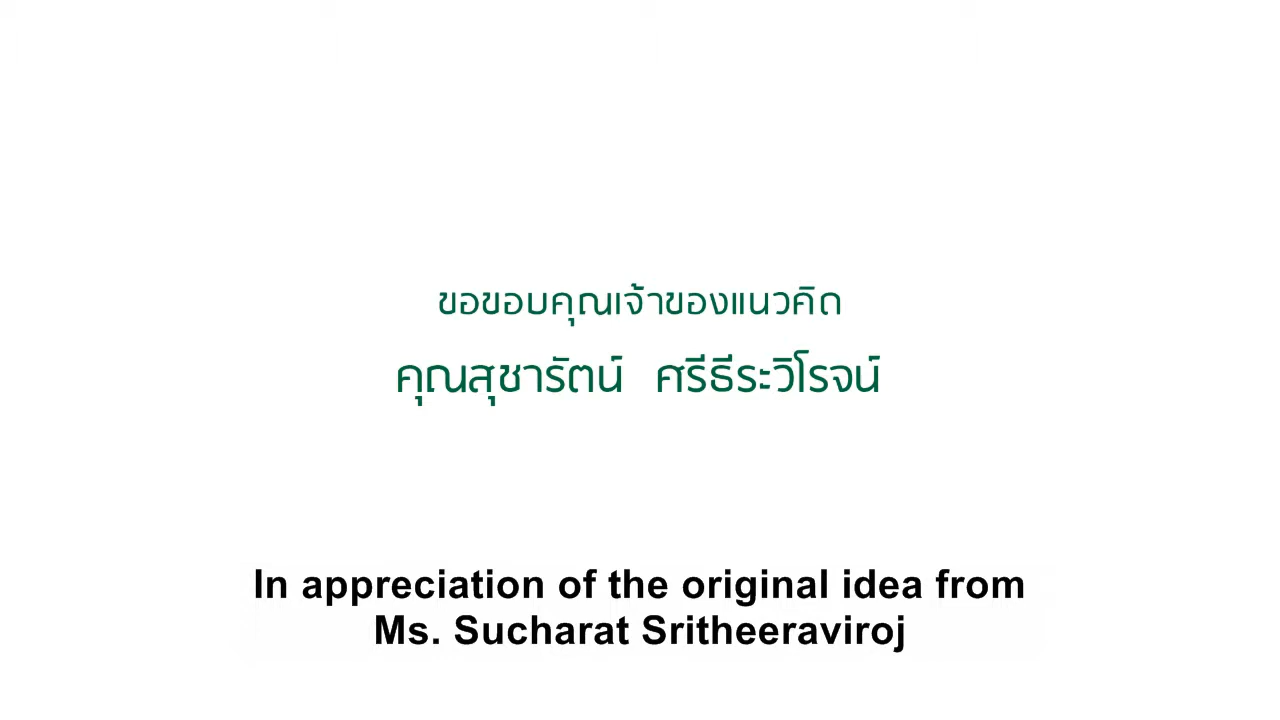 ขอขอบคุณเจ้าของแนวคิด
คุณสุชารัตน์ ศรีธีระวิโรจน์
In appreciation of the original idea from
Ms. Sucharat Sritheeraviroj